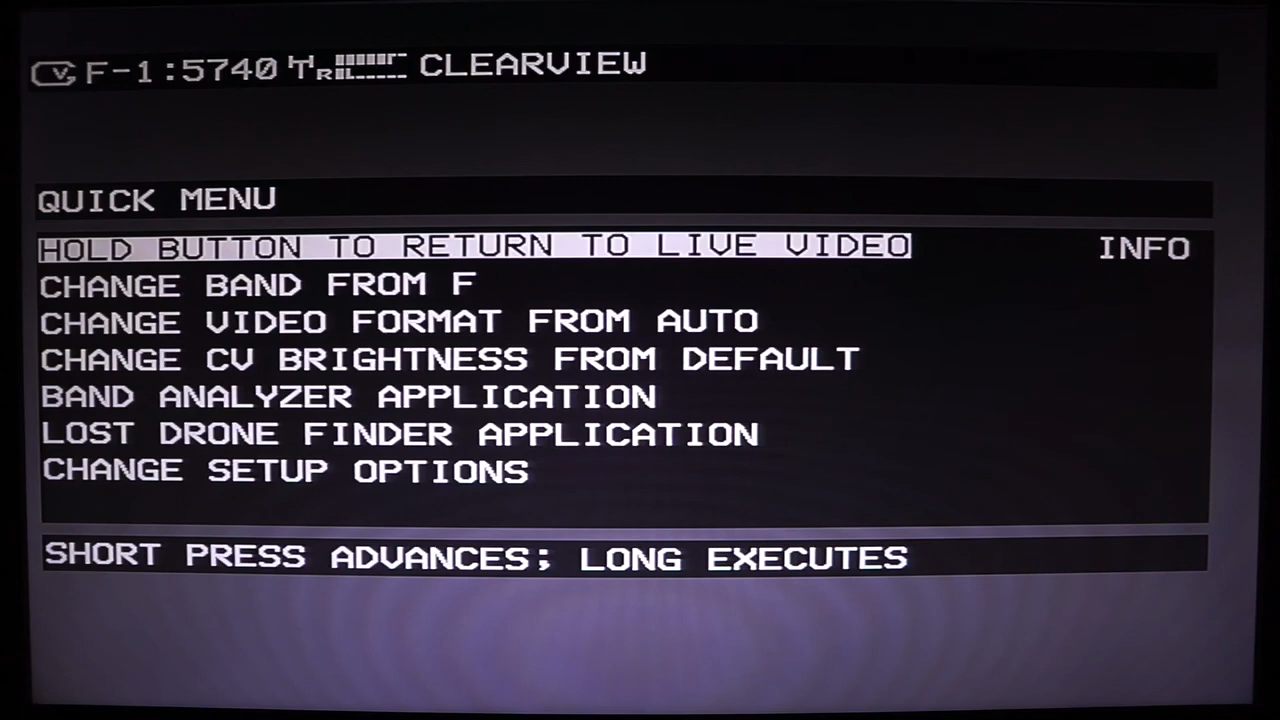 CV F-1:5740 RL CLEARVIEW
QUICK MENU
HOLD BUTTON TO RETURN TO LIVE VIDEO INFO
CHANGE BAND FROM F
CHANGE VIDEO FORMAT FROM AUTO
CHANGE CV BRIGHTNESS FROM DEFAULT
BAND ANALYZER APPLICATION
LOST DRONE FINDER APPLICATION
CHANGE SETUP OPTIONS
SHORT PRESS ADVANCES; LONG EXECUTES